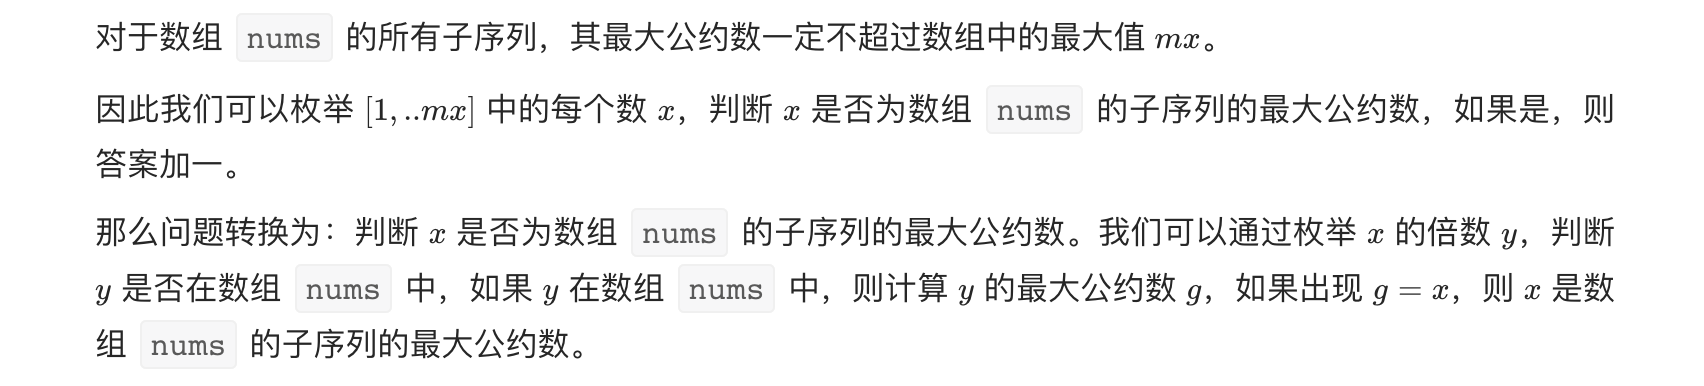 对于数组 nums 的所有子序列，其最大公约数一定不超过数组中的最大值 mx。
因此我们可以枚举 [1,..mx] 中的每个数 x，判断 x 是否为数组 nums 的子序列的最大公约数，如果是，则
答案加一。
那么问题转换为：判断 x 是否为数组 nums 的子序列的最大公约数。我们可以通过枚举 x 的倍数 y，判断
y 是否在数组 nums 中，如果 y 在数组 nums 中，则计算 y 的最大公约数 g，如果出现 g = x，则 x 是数
组 nums 的子序列的最大公约数。